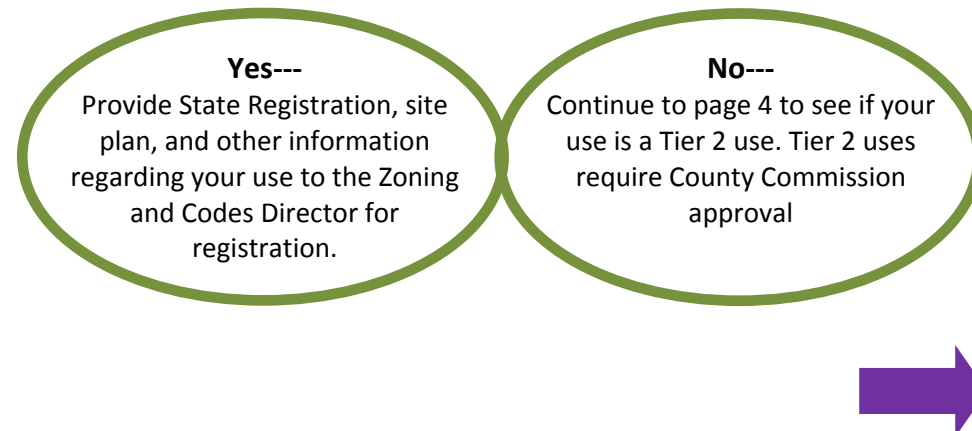 Yes---
Provide State Registration, site
plan, and other information
regarding your use to the Zoning
and Codes Director for
registration.
No---
Continue to page 4 to see if your
use is a Tier 2 use. Tier 2 uses
require County Commission
approval